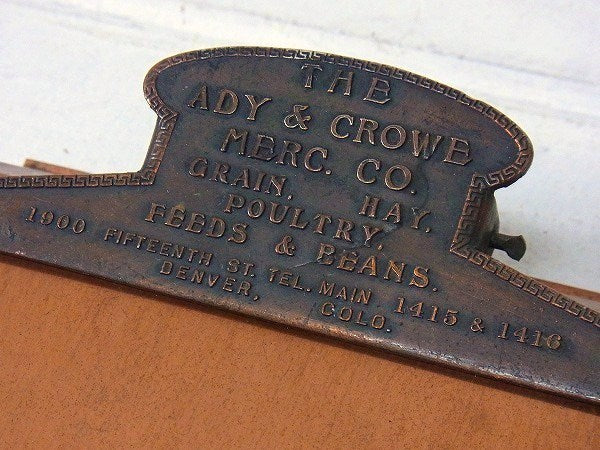 THE
ADY & CROWE
MERC. CO.
GRAIN, HAY,
POULTRY,
FEEDS & BEANS.
1900 FIFTEENTH ST. TEL. MAIN 1415 & 1416
DENVER, COLO.